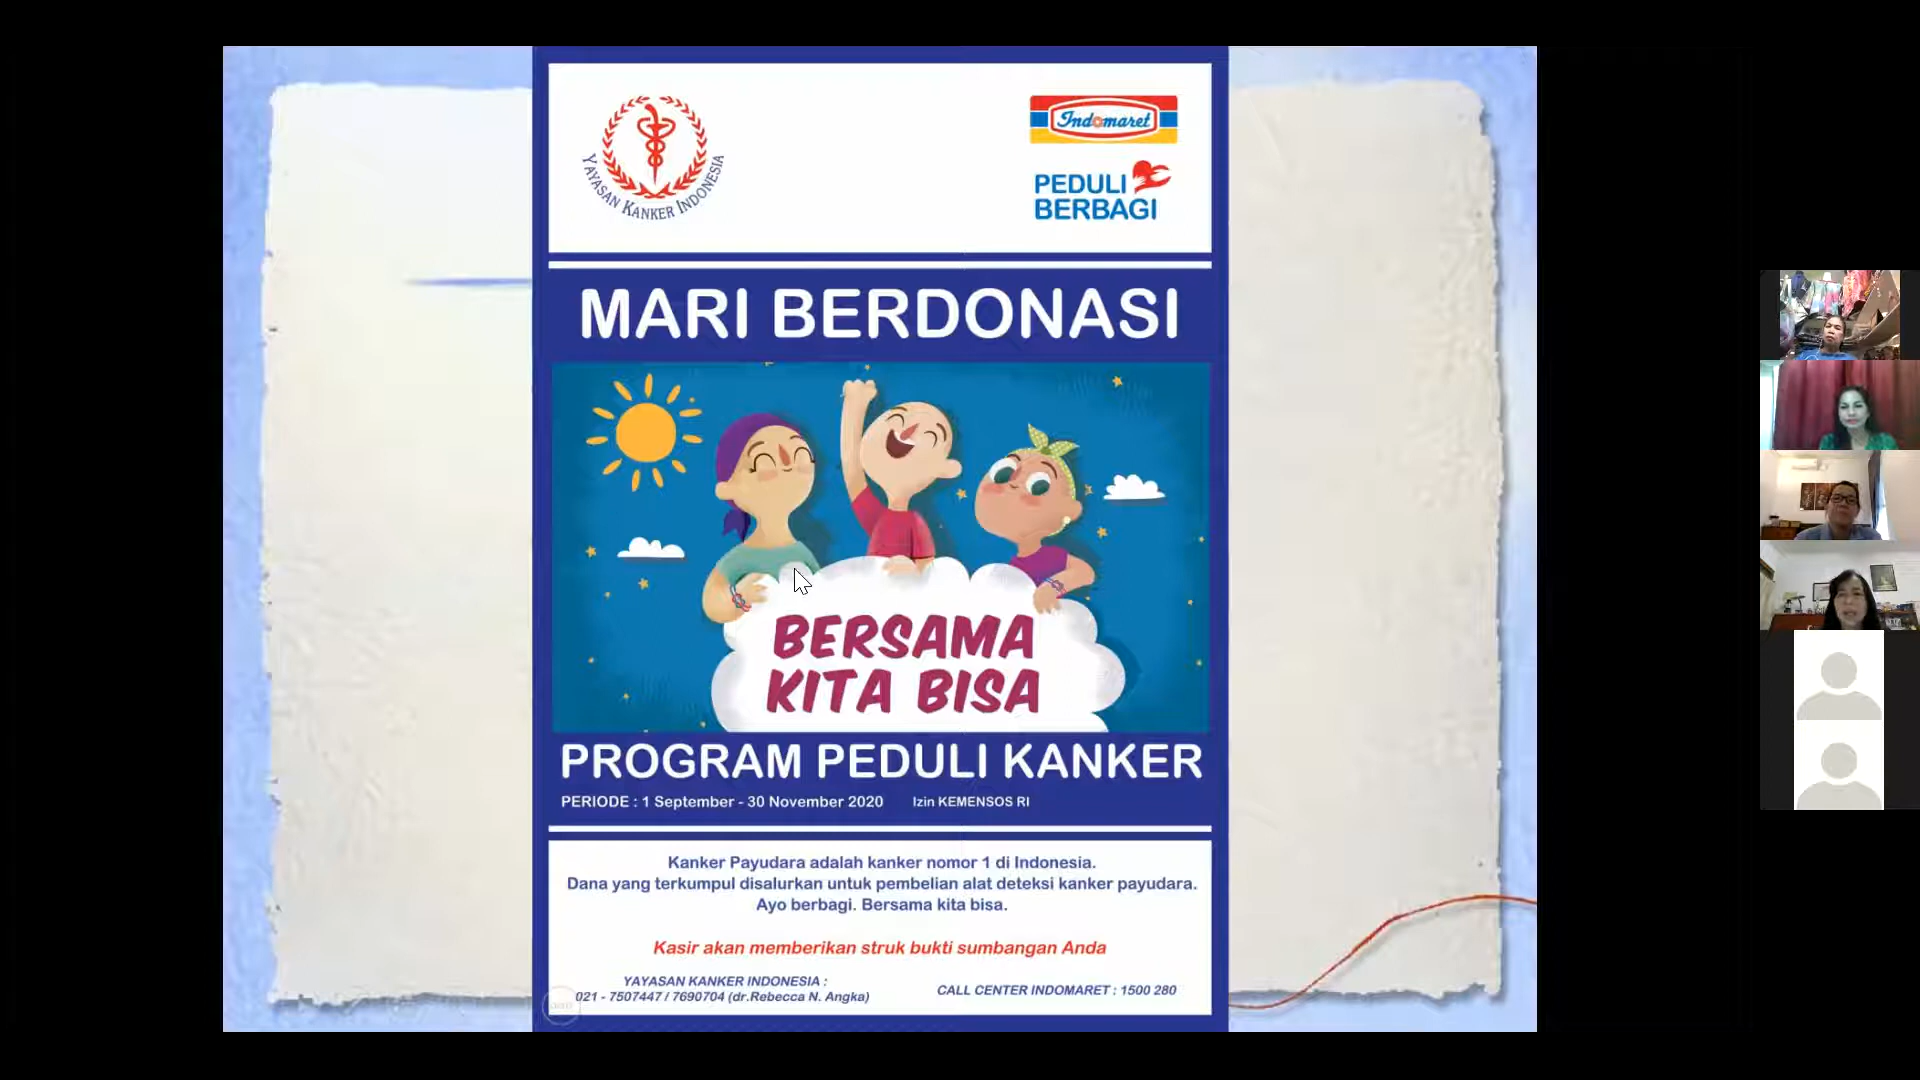 YAYASAN KANKER INDONESIA
Indomaret
PEDULI
BERBAGI
MARI BERDONASI
BERSAMA
KITA BISA
PROGRAM PEDULI KANKER
PERIODE : 1 September - 30 November 2020 Izin KEMENSOS RI
Kanker Payudara adalah kanker nomor 1 di Indonesia.
Dana yang terkumpul disalurkan untuk pembelian alat deteksi kanker payudara.
Ayo berbagi. Bersama kita bisa.
Kasir akan memberikan struk bukti sumbangan Anda
YAYASAN KANKER INDONESIA :
021 - 7507447 / 7690704 (dr.Rebecca N. Angka)
CALL CENTER INDOMARET : 1500 280